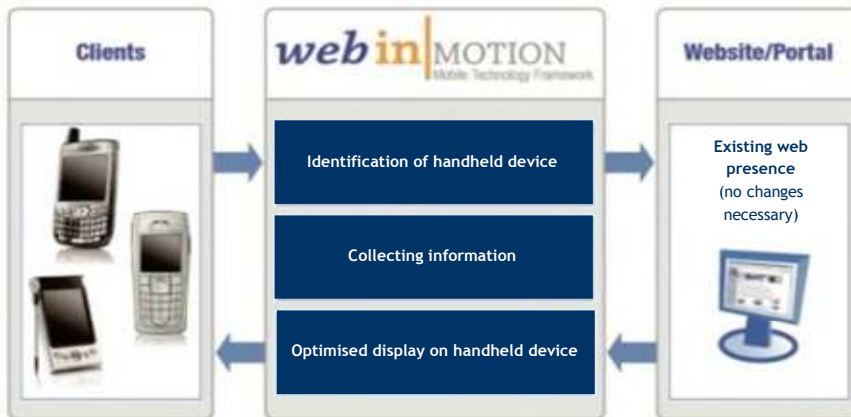 Clients
web in MOTION
Mobile Technology Framework
Website/Portal
Identification of handheld device
Existing web
presence
(no changes
necessary)
Collecting information
Optimised display on handheld device